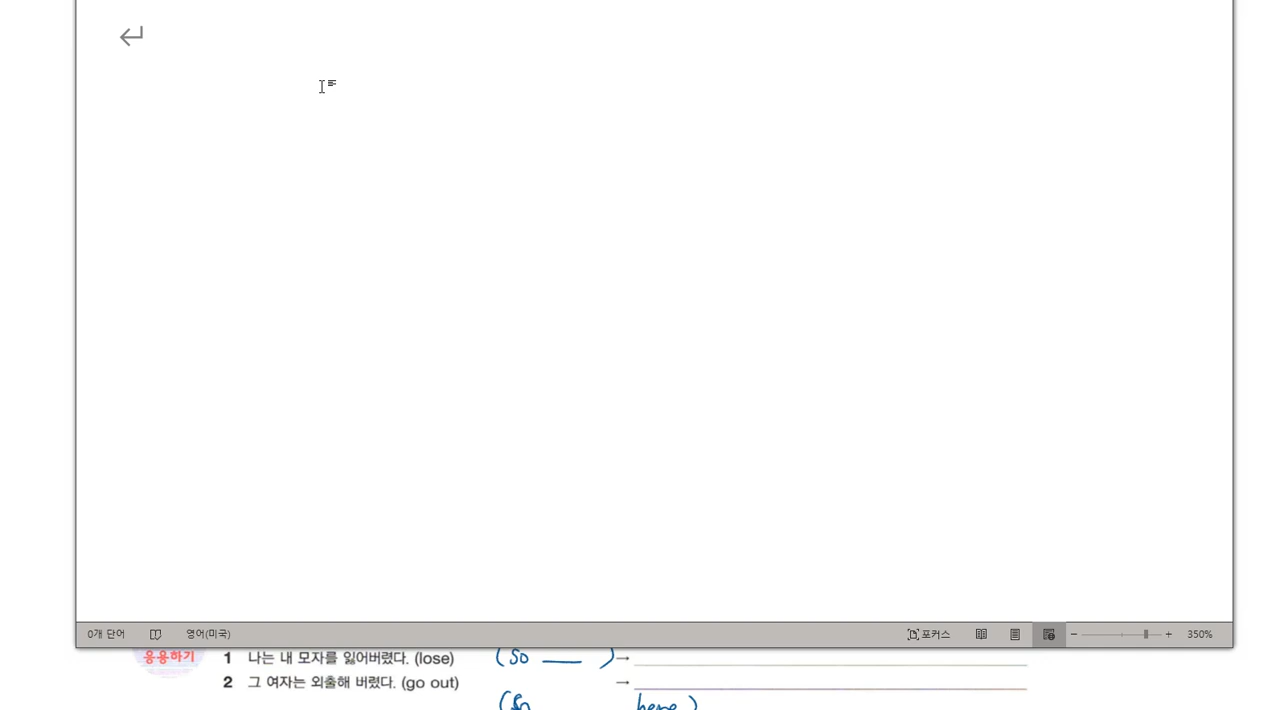 0개 단어 영어(미국) 포커스 350%
응용하기 1 나는 내 모자를 잃어버렸다. (lose) (so ___ ) →
2 그 여자는 외출해 버렸다. (go out) →
(So here)